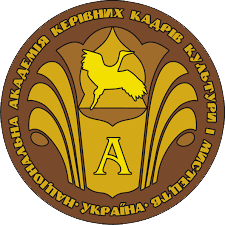 НАЦІОНАЛЬНА АКАДЕМІЯ КЕРІВНИХ КАДРІВ КУЛЬТУРИ І МИСТЕЦТВ
•УКРАЇНА•
А